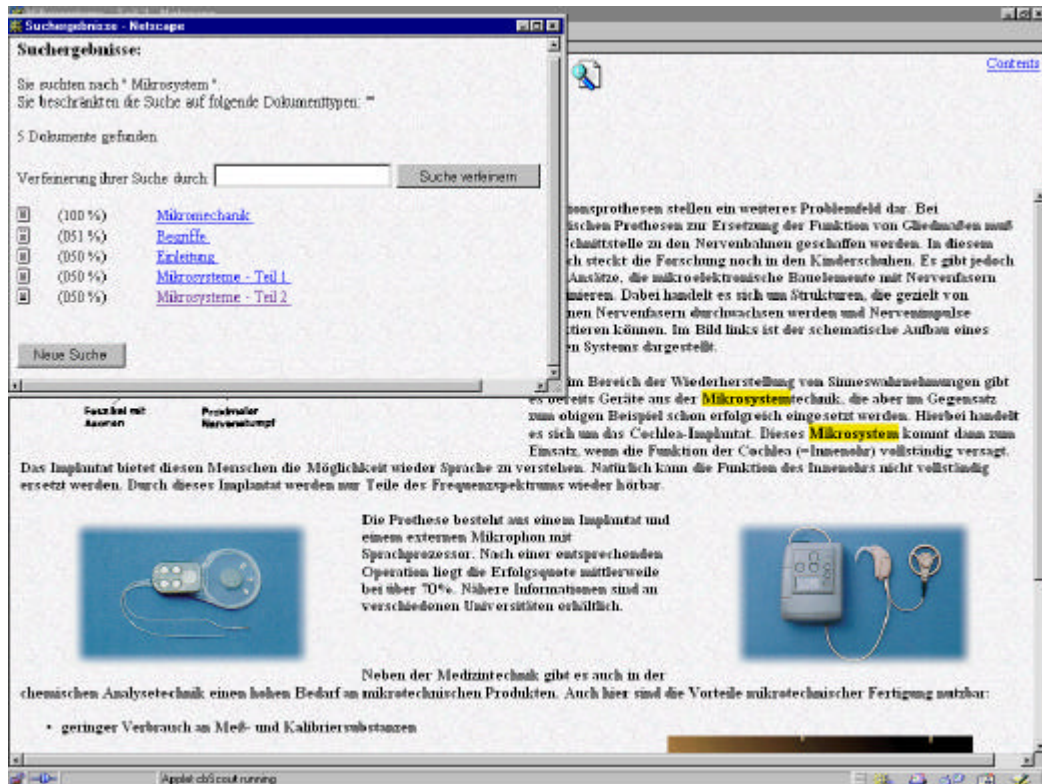 Suchergebnisse - Netscape
Suchergebnisse:
Sie suchten nach " Mikrosystem ".
Sie beschränkten die Suche auf folgende Dokumenttypen: ""
5 Dokumente gefunden
Verfeinerung ihrer Suche durch:
Suche verfeinern
(100 %) Mikromechanik
(051 %) Begriffe
(050 %) Einleitung
(050 %) Mikrosysteme - Teil 1
(050 %) Mikrosysteme - Teil 2
Neue Suche
Contents
stellen ein weiteres Problemfeld dar. Bei
Prothesen zur Ersetzung der Funktion von Gliedmaßen muß
zu den Nervenbahnen geschaffen werden. In diesem
steckt die Forschung noch in den Kinderschuhen. Es gibt jedoch
Ansätze, die mikroelektronische Bauelemente mit Nervenfasern
Dabei handelt es sich um Strukturen, die gezielt von
Nervenfasern durchwachsen werden und Nervenimpulse
können. Im Bild links ist der schematische Aufbau eines
Systems dargestellt.
im Bereich der Wiederherstellung von Sinneswahrnehmungen gibt
es bereits Geräte aus der Mikrosystemtechnik, die aber im Gegensatz
zum obigen Beispiel schon erfolgreich eingesetzt werden. Hierbei handelt
es sich um das Cochlea-Implantat. Dieses Mikrosystem kommt dann zum
Einsatz, wenn die Funktion der Cochlea (=Innenohr) vollständig versagt.
Faszikel mit
Axonen
Proximaler
Nervenstumpf
Das Implantat bietet diesen Menschen die Möglichkeit wieder Sprache zu verstehen. Natürlich kann die Funktion des Innenohrs nicht vollständig
ersetzt werden. Durch dieses Implantat werden nur Teile des Frequenzspektrums wieder hörbar.
Die Prothese besteht aus einem Implantat und
einem externen Mikrophon mit
Sprachprozessor. Nach einer entsprechenden
Operation liegt die Erfolgsquote mittlerweile
bei über 70%. Nähere Informationen sind an
verschiedenen Universitäten erhältlich.
Neben der Medizintechnik gibt es auch in der
chemischen Analysetechnik einen hohen Bedarf an mikrotechnischen Produkten. Auch hier sind die Vorteile mikrotechnischer Fertigung nutzbar:
• geringer Verbrauch an Meß- und Kalibriersubstanzen
Applet cbScout running